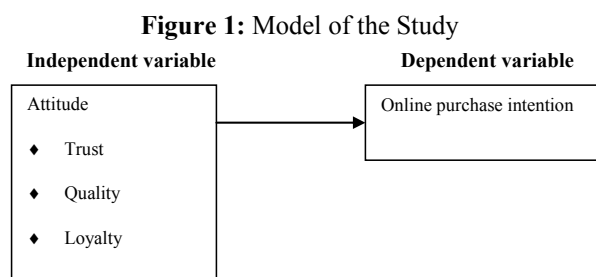 Figure 1: Model of the Study
Independent variable
Dependent variable
Attitude
♦ Trust
♦ Quality
♦ Loyalty
Online purchase intention